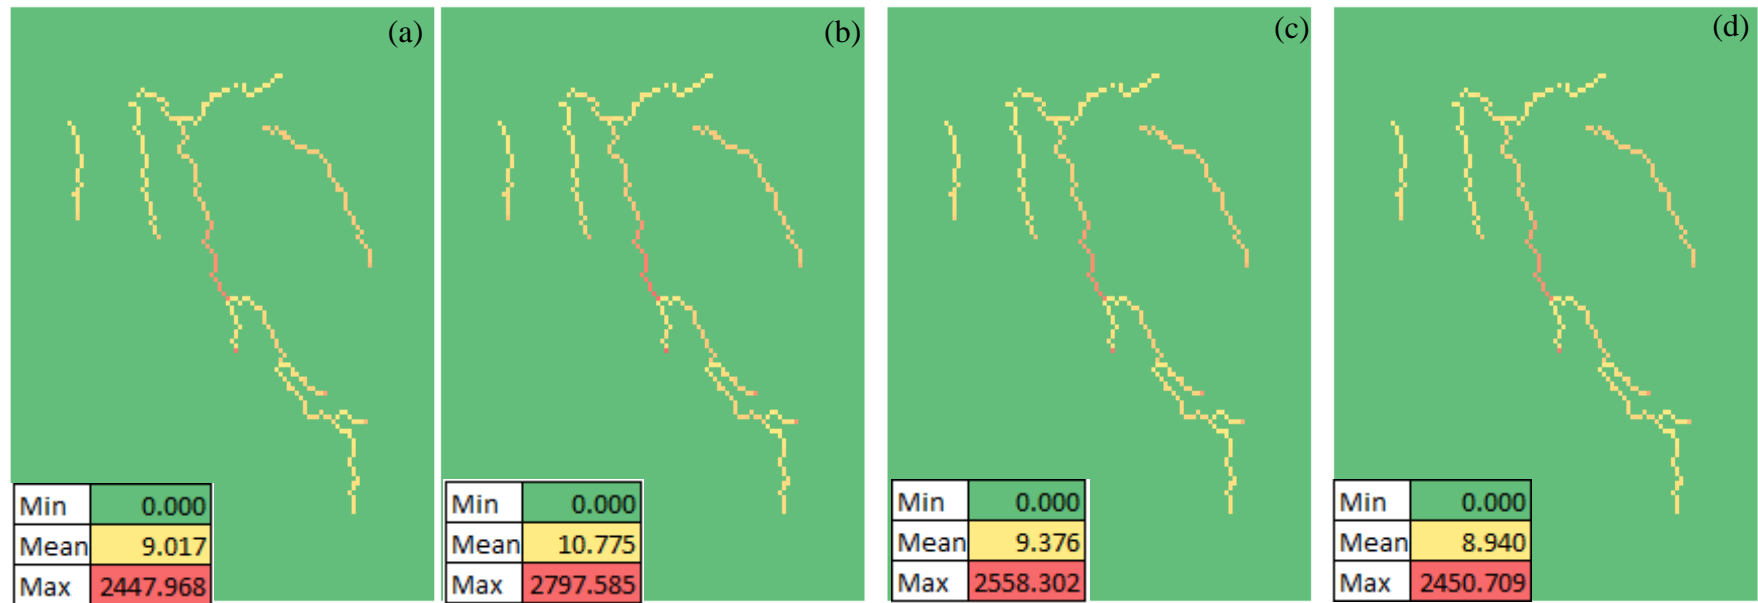 (a)
(b)
(c)
(d)
Min 0.000
Mean 9.017
Max 2447.968
Min 0.000
Mean 10.775
Max 2797.585
Min 0.000
Mean 9.376
Max 2558.302
Min 0.000
Mean 8.940
Max 2450.709